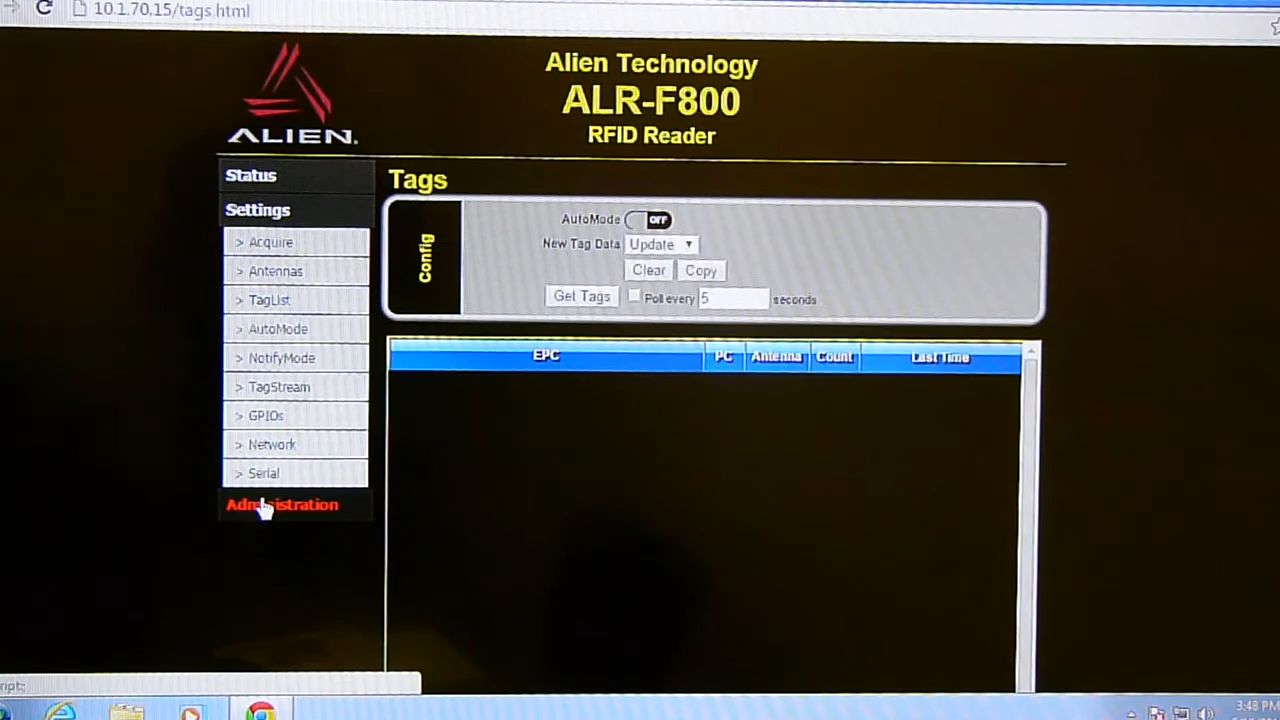 10.1.70.15/tags.html
Alien Technology
ALR-F800
RFID Reader
ALIEN.
Status
Settings
> Acquire
> Antennas
> TagList
> AutoMode
> NotifyMode
> TagStream
> GPIOs
> Network
> Serial
Administration
Tags
Config
AutoMode OFF
New Tag Data Update
Clear Copy
Get Tags Poll every 5 seconds
EPC PC Antenna Count Last Time
3:48 PM